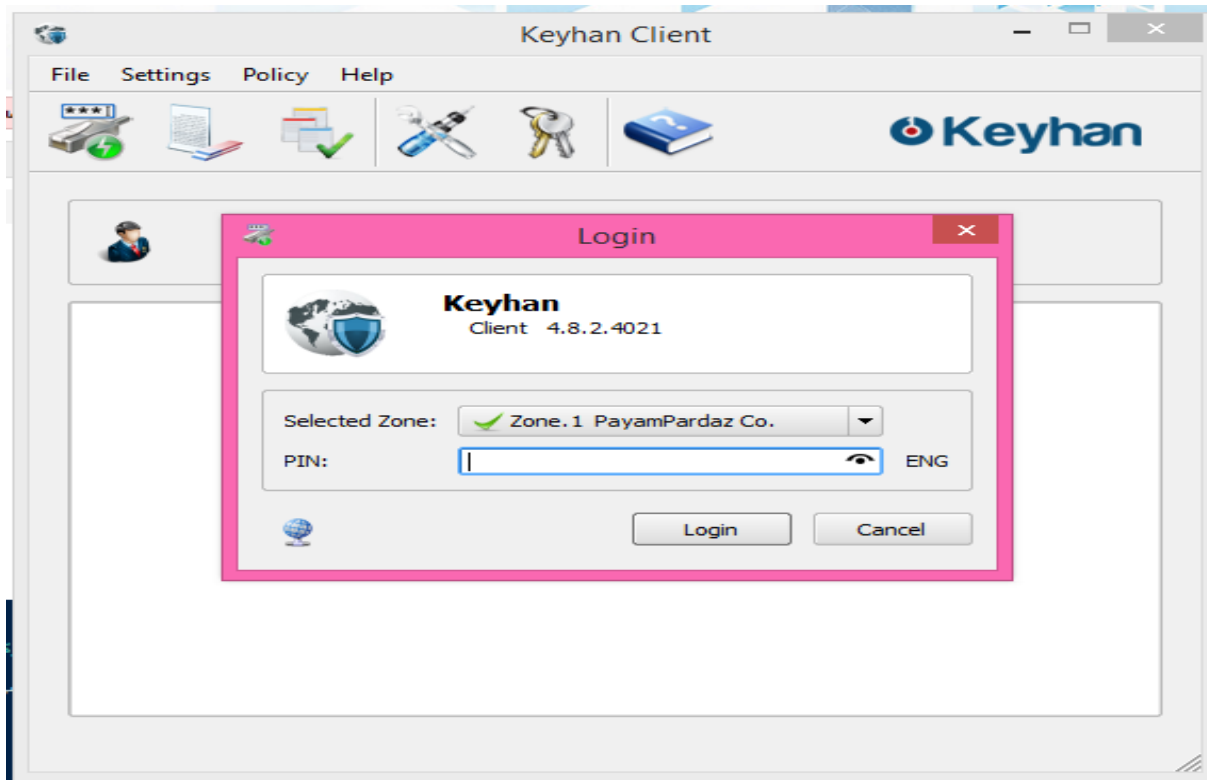 Keyhan Client
File Settings Policy Help
***
Keyhan
Login
Keyhan
Client 4.8.2.4021
Selected Zone: Zone.1 PayamPardaz Co.
PIN: ENG
Login Cancel